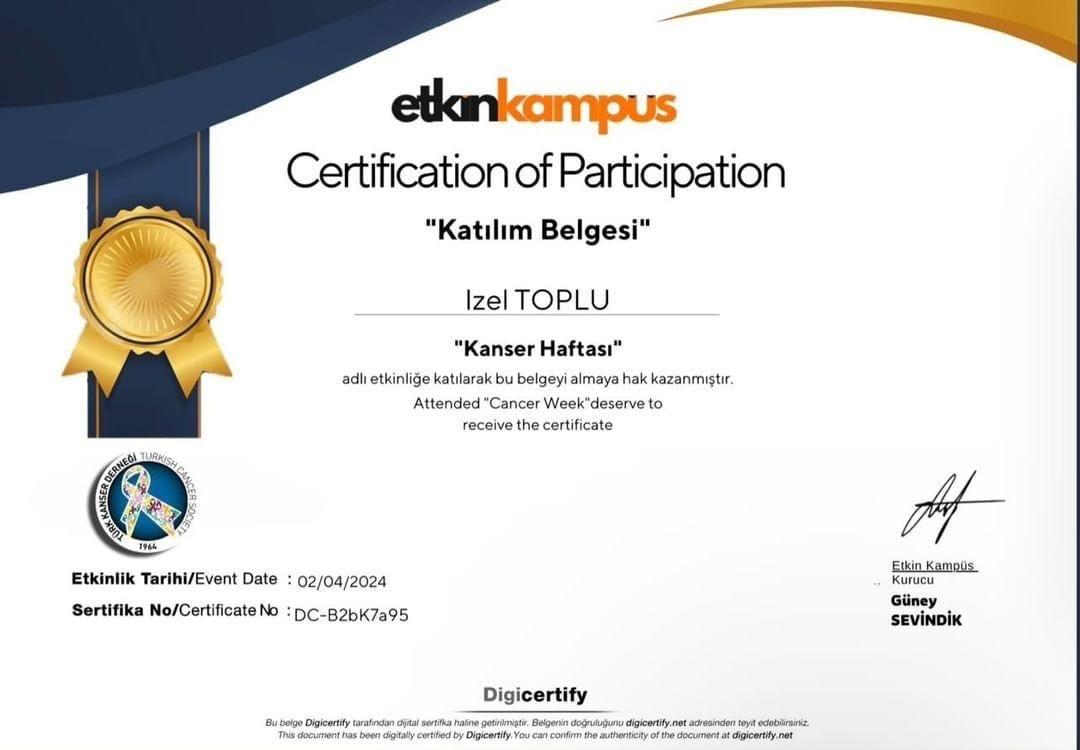 etkinkampüs
Certification of Participation
"Katılım Belgesi"
Izel TOPLU
"Kanser Haftası"
adlı etkinliğe katılarak bu belgeyi almaya hak kazanmıştır.
Attended "Cancer Week"deserve to
receive the certificate
TÜRK KANSER DERNEĞİ TURKISH CANCER SOCIETY
1964
Etkinlik Tarihi/Event Date : 02/04/2024
Sertifika No/Certificate No : DC-B2bK7a95
Etkin Kampüs
.. Kurucu
Güney
SEVİNDİK
Digicertify
Bu belge Digicertify tarafından dijital sertifka haline getirilmiştir. Belgenin doğruluğunu digicertify.net adresinden teyit edebilirsiniz.
This document has been digitally certified by Digicertify.You can confirm the authenticity of the document at digicertify.net